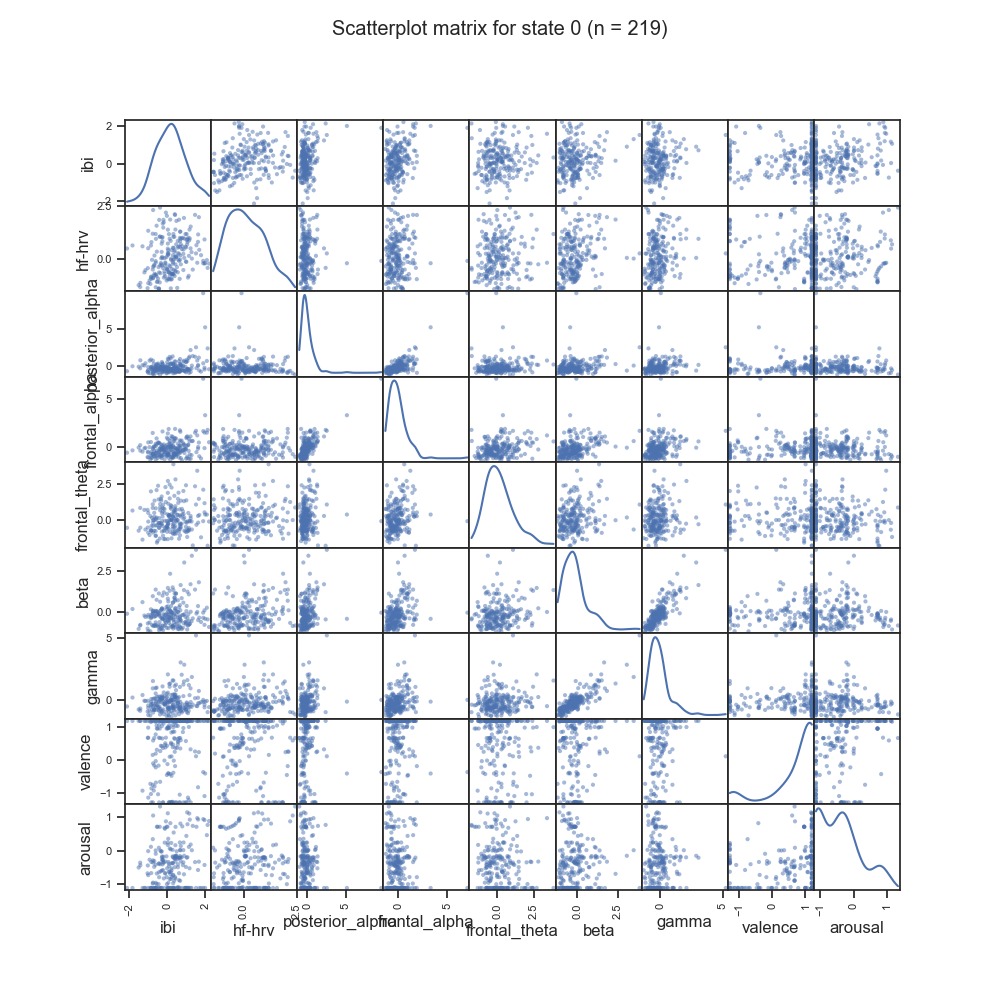 Scatterplot matrix for state 0 (n = 219)
2
0
−2
ibi
2.5
0.0
hf-hrv
5
0
posterior_alpha
5
0
frontal_alpha
2.5
0.0
frontal_theta
2.5
0.0
beta
5
0
gamma
1
0
−1
valence
1
0
−1
arousal
−2 0 2 0.0 2.5 0 5 0 5 0.0 2.5 0.0 2.5 0 5 −1 0 1 −1 0 1
ibi hf-hrv posterior_alpha frontal_alpha frontal_theta beta gamma valence arousal